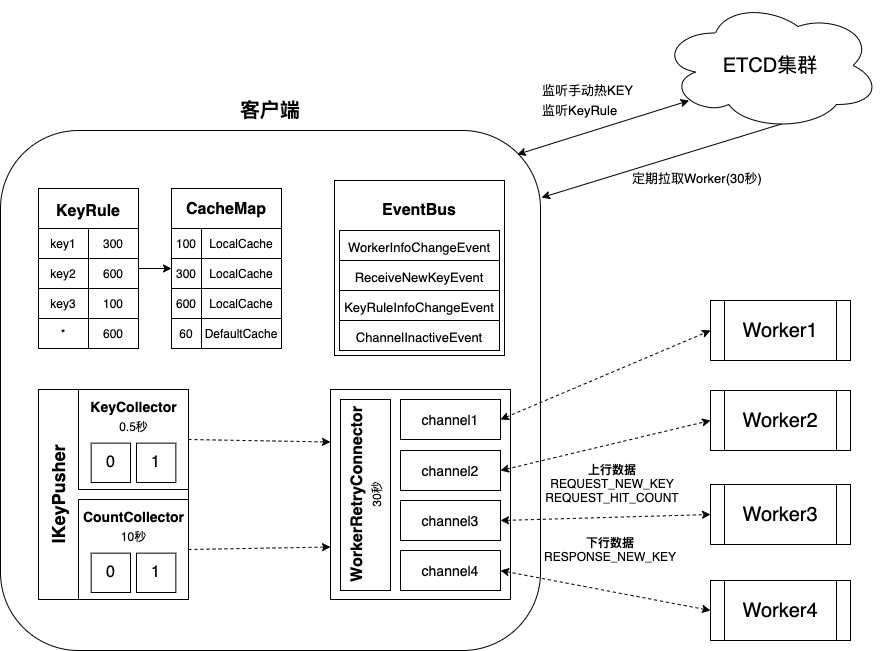 ETCD集群
监听手动热KEY
监听KeyRule
定期拉取Worker(30秒)
客户端
KeyRule
key1 300
key2 600
key3 100
* 600
CacheMap
100 LocalCache
300 LocalCache
600 LocalCache
60 DefaultCache
EventBus
WorkerInfoChangeEvent
ReceiveNewKeyEvent
KeyRuleInfoChangeEvent
ChannelInactiveEvent
IKeyPusher
KeyCollector
0.5秒
0 1
CountCollector
10秒
0 1
WorkerRetryConnector
30秒
channel1
channel2
channel3
channel4
上行数据
REQUEST_NEW_KEY
REQUEST_HIT_COUNT
下行数据
RESPONSE_NEW_KEY
Worker1
Worker2
Worker3
Worker4